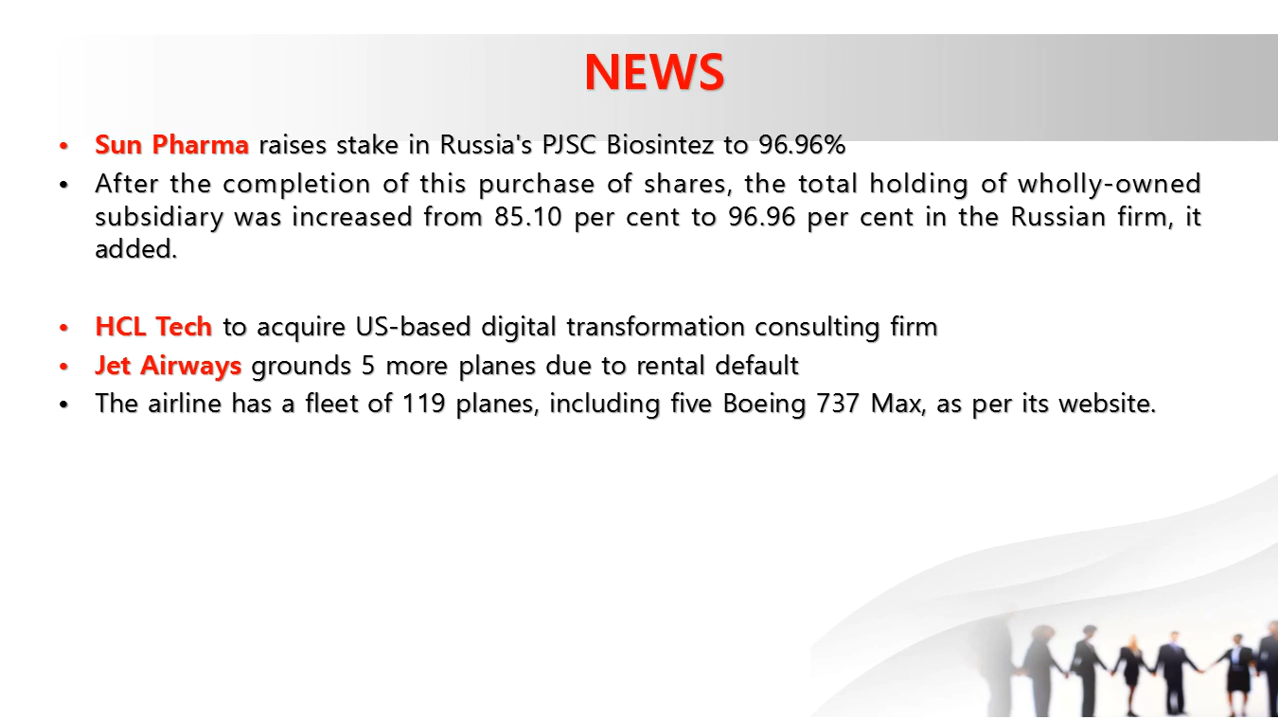 NEWS
• Sun Pharma raises stake in Russia's PJSC Biosintez to 96.96%
• After the completion of this purchase of shares, the total holding of wholly-owned
subsidiary was increased from 85.10 per cent to 96.96 per cent in the Russian firm, it
added.
• HCL Tech to acquire US-based digital transformation consulting firm
• Jet Airways grounds 5 more planes due to rental default
• The airline has a fleet of 119 planes, including five Boeing 737 Max, as per its website.